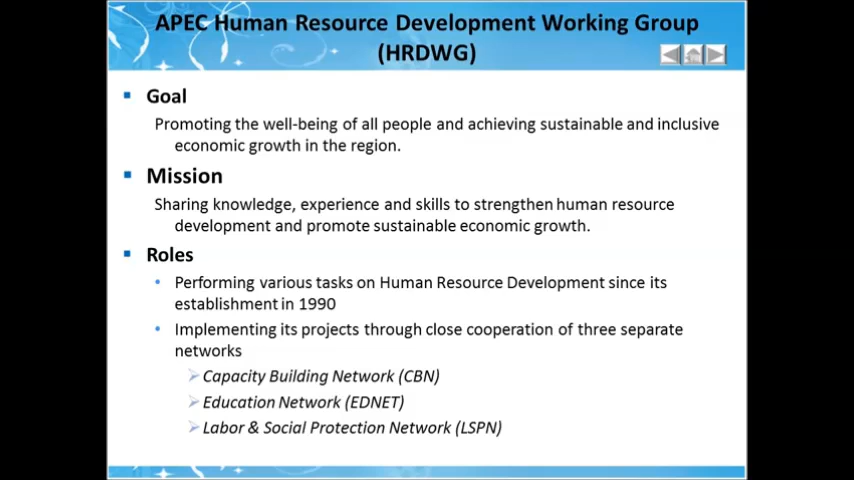 APEC Human Resource Development Working Group
(HRDWG)
Goal
Promoting the well-being of all people and achieving sustainable and inclusive
economic growth in the region.
Mission
Sharing knowledge, experience and skills to strengthen human resource
development and promote sustainable economic growth.
Roles
Performing various tasks on Human Resource Development since its
establishment in 1990
Implementing its projects through close cooperation of three separate
networks
Capacity Building Network (CBN)
Education Network (EDNET)
Labor & Social Protection Network (LSPN)